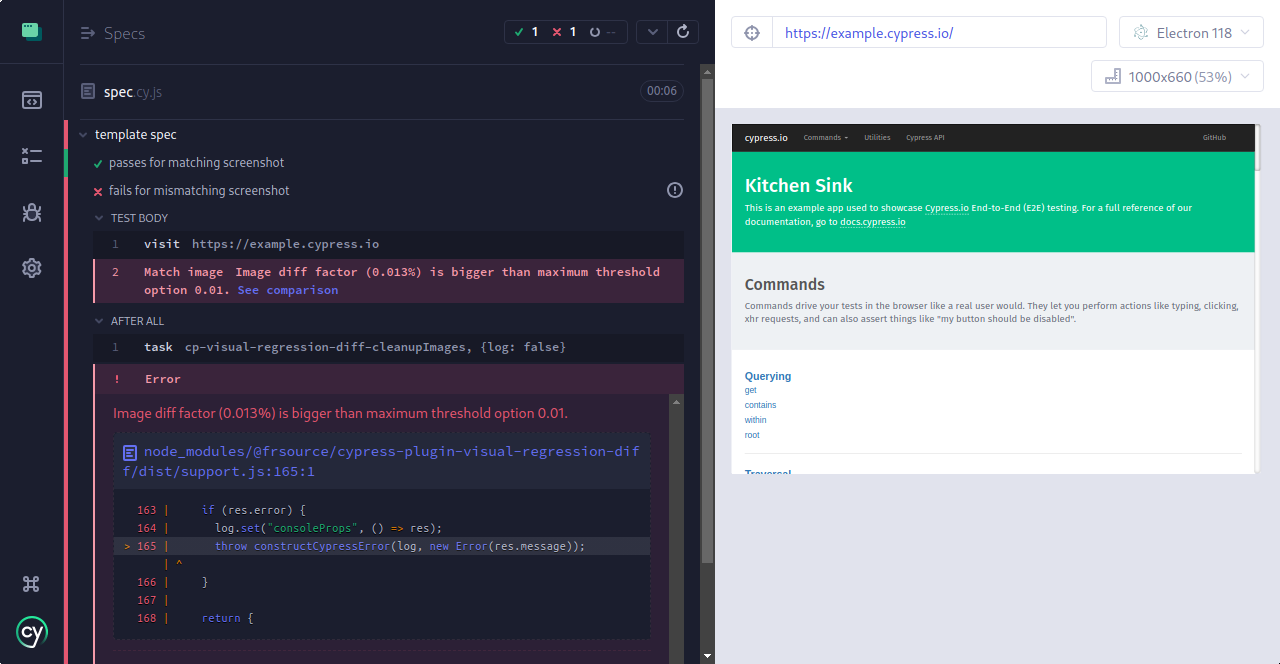 Specs
1 1 --
spec.cy.js
00:06
template spec
passes for matching screenshot
fails for mismatching screenshot
TEST BODY
1 visit https://example.cypress.io
2 Match image Image diff factor (0.013%) is bigger than maximum threshold
option 0.01. See comparison
AFTER ALL
1 task cp-visual-regression-diff-cleanupImages, {log: false}
! Error
Image diff factor (0.013%) is bigger than maximum threshold option 0.01.
node_modules/@frsource/cypress-plugin-visual-regression-dif
f/dist/support.js:165:1
163 | if (res.error) {
164 | log.set("consoleProps", () => res);
> 165 | throw constructCypressError(log, new Error(res.message));
| ^
166 | }
167 |
168 | return {
cy
https://example.cypress.io/
Electron 118
1000x660 (53%)
cypress.io Commands Utilities Cypress API GitHub
Kitchen Sink
This is an example app used to showcase Cypress.io End-to-End (E2E) testing. For a full reference of our
documentation, go to docs.cypress.io
Commands
Commands drive your tests in the browser like a real user would. They let you perform actions like typing, clicking,
xhr requests, and can also assert things like "my button should be disabled".
Querying
get
contains
within
root
Traversal